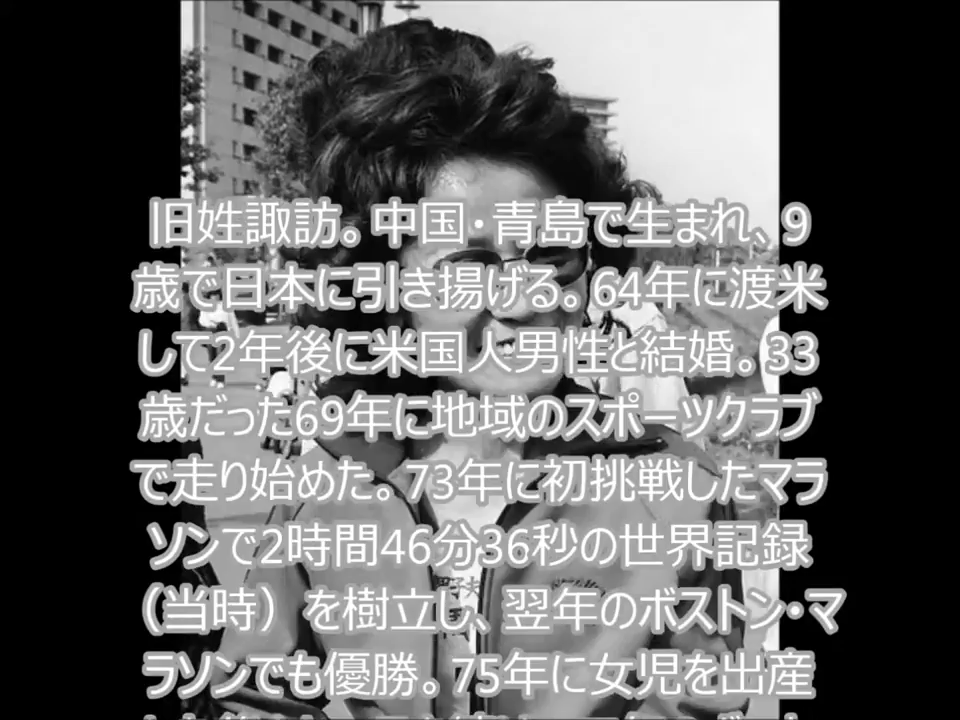 旧姓諏訪。中国・青島で生まれ、9
歳で日本に引き揚げる。64年に渡米
して2年後に米国人男性と結婚。33
歳だった69年に地域のスポーツクラブ
で走り始めた。73年に初挑戦したマラ
ソンで2時間46分36秒の世界記録
（当時）を樹立し、翌年のボストン・マ
ラソンでも優勝。75年に女児を出産